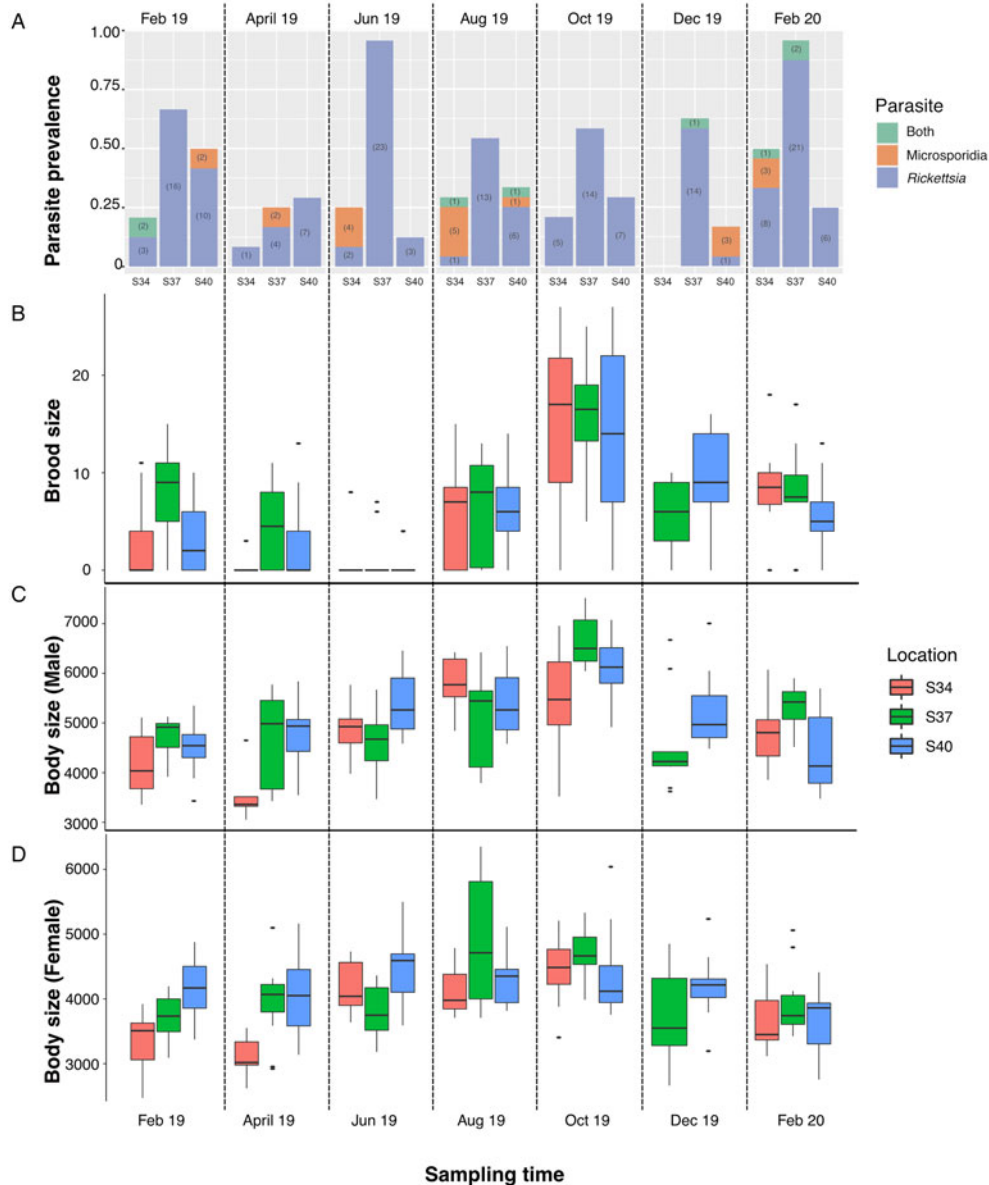 A
Feb 19 April 19 Jun 19 Aug 19 Oct 19 Dec 19 Feb 20
Parasite prevalence
1.00
0.75
0.50
0.25
0
(2)
(3)
(16)
(2)
(10)
(1)
(2)
(4)
(7)
(4)
(2)
(23)
(3)
(1)
(5)
(1)
(13)
(1)
(1)
(6)
(5)
(14)
(7)
(1)
(14)
(3)
(1)
(1)
(3)
(8)
(2)
(21)
(6)
S34 S37 S40 S34 S37 S40 S34 S37 S40 S34 S37 S40 S34 S37 S40 S34 S37 S40 S34 S37 S40
Parasite
Both
Microsporidia
Rickettsia
B
Brood size
20
10
0
C
Body size (Male)
7000
6000
5000
4000
3000
Location
S34
S37
S40
D
Body size (Female)
6000
5000
4000
3000
Feb 19 April 19 Jun 19 Aug 19 Oct 19 Dec 19 Feb 20
Sampling time